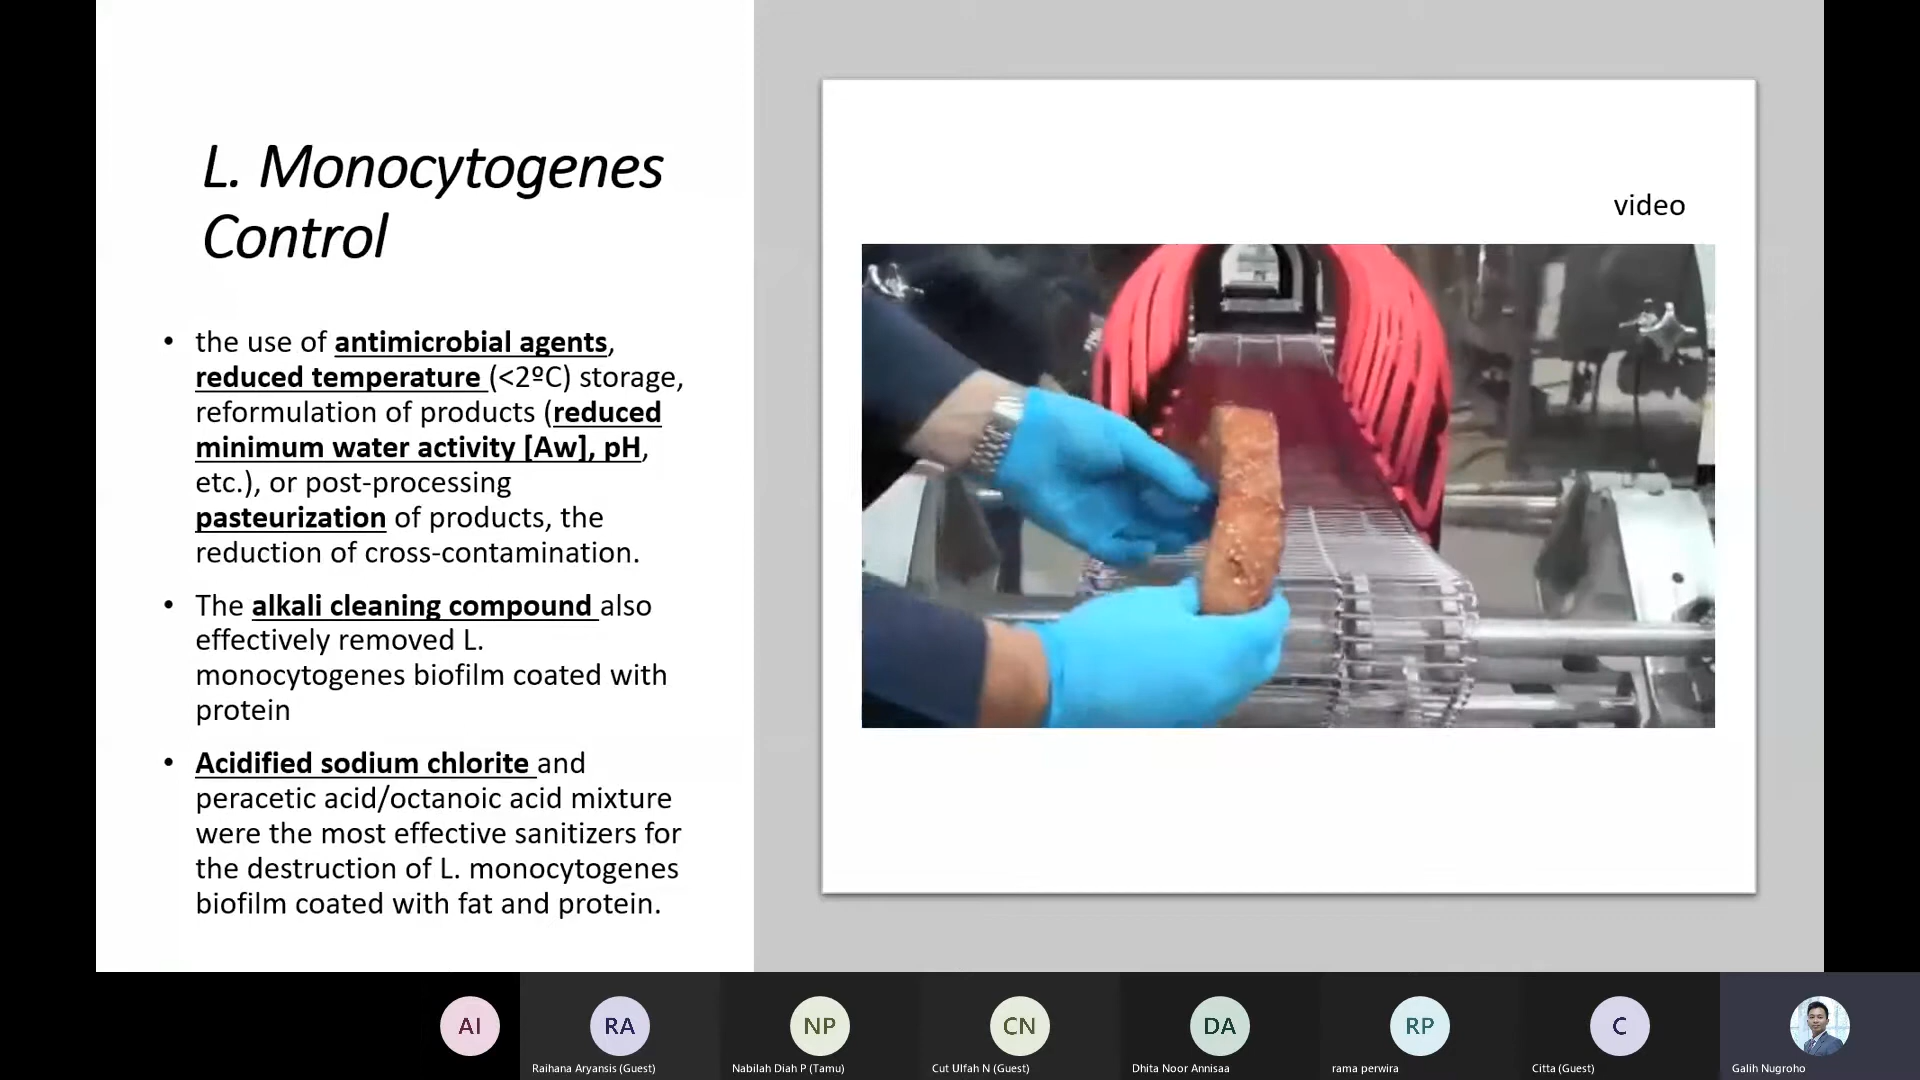 L. Monocytogenes
Control
• the use of antimicrobial agents,
reduced temperature (<2ºC) storage,
reformulation of products (reduced
minimum water activity [Aw], pH,
etc.), or post-processing
pasteurization of products, the
reduction of cross-contamination.
• The alkali cleaning compound also
effectively removed L.
monocytogenes biofilm coated with
protein
• Acidified sodium chlorite and
peracetic acid/octanoic acid mixture
were the most effective sanitizers for
the destruction of L. monocytogenes
biofilm coated with fat and protein.
video
AI
RA
NP
CN
DA
RP
C
Raihana Aryansis (Guest)
Nabilah Diah P (Tamu)
Cut Ulfah N (Guest)
Dhita Noor Annisaa
rama perwira
Citta (Guest)
Galih Nugroho